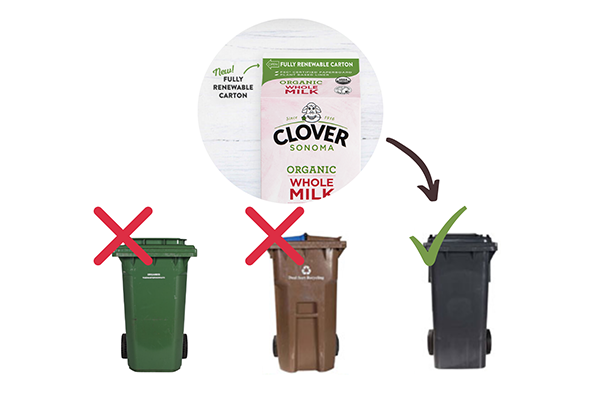 New!
FULLY
RENEWABLE
CARTON
FULLY RENEWABLE CARTON
ORGANIC
WHOLE
MILK
Since 1916
CLOVER
SONOMA
ORGANIC
WHOLE
MILK